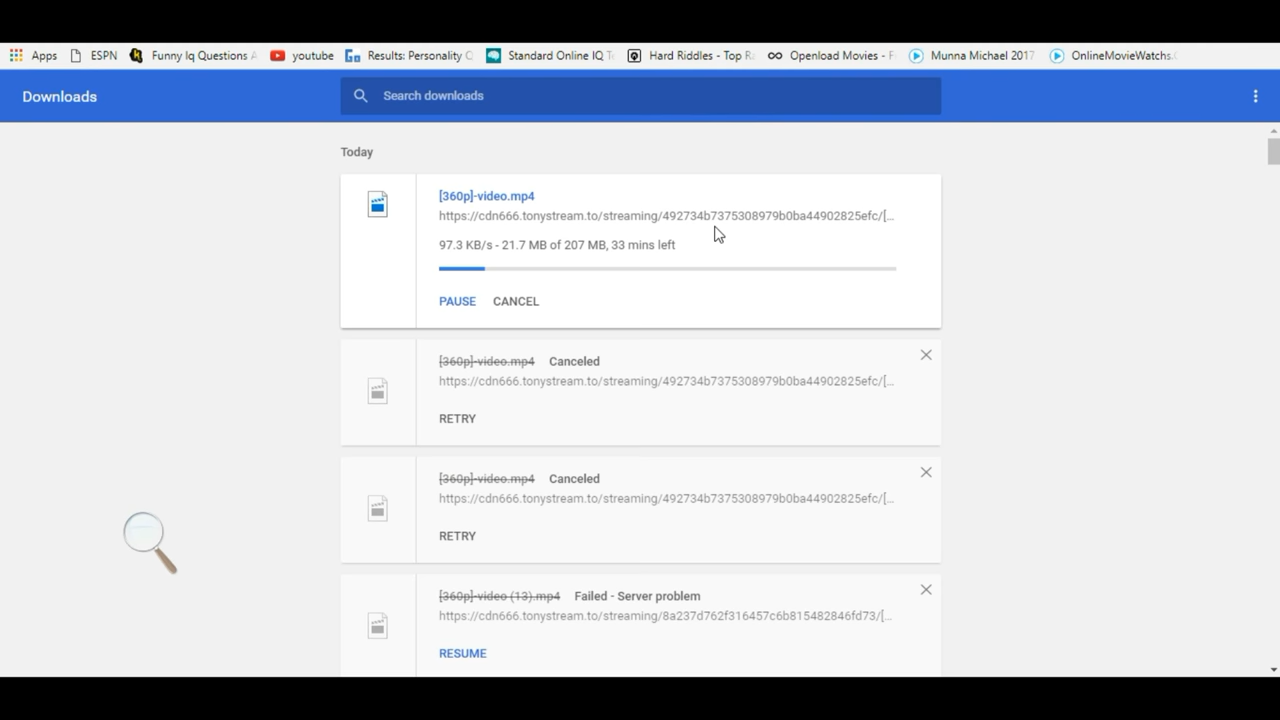 Apps ESPN Funny Iq Questions A youtube Results: Personality Q Standard Online IQ Te Hard Riddles - Top Ra Openload Movies - F Munna Michael 2017 OnlineMovieWatchs.
Downloads Search downloads
Today
[360p]-video.mp4
https://cdn666.tonystream.to/streaming/492734b7375308979b0ba44902825efc/[...
97.3 KB/s - 21.7 MB of 207 MB, 33 mins left
PAUSE CANCEL
[360p]-video.mp4 Canceled
https://cdn666.tonystream.to/streaming/492734b7375308979b0ba44902825efc/[...
RETRY
[360p]-video.mp4 Canceled
https://cdn666.tonystream.to/streaming/492734b7375308979b0ba44902825efc/[...
RETRY
[360p]-video (13).mp4 Failed - Server problem
https://cdn666.tonystream.to/streaming/8a237d762f316457c6b815482846fd73/[...
RESUME